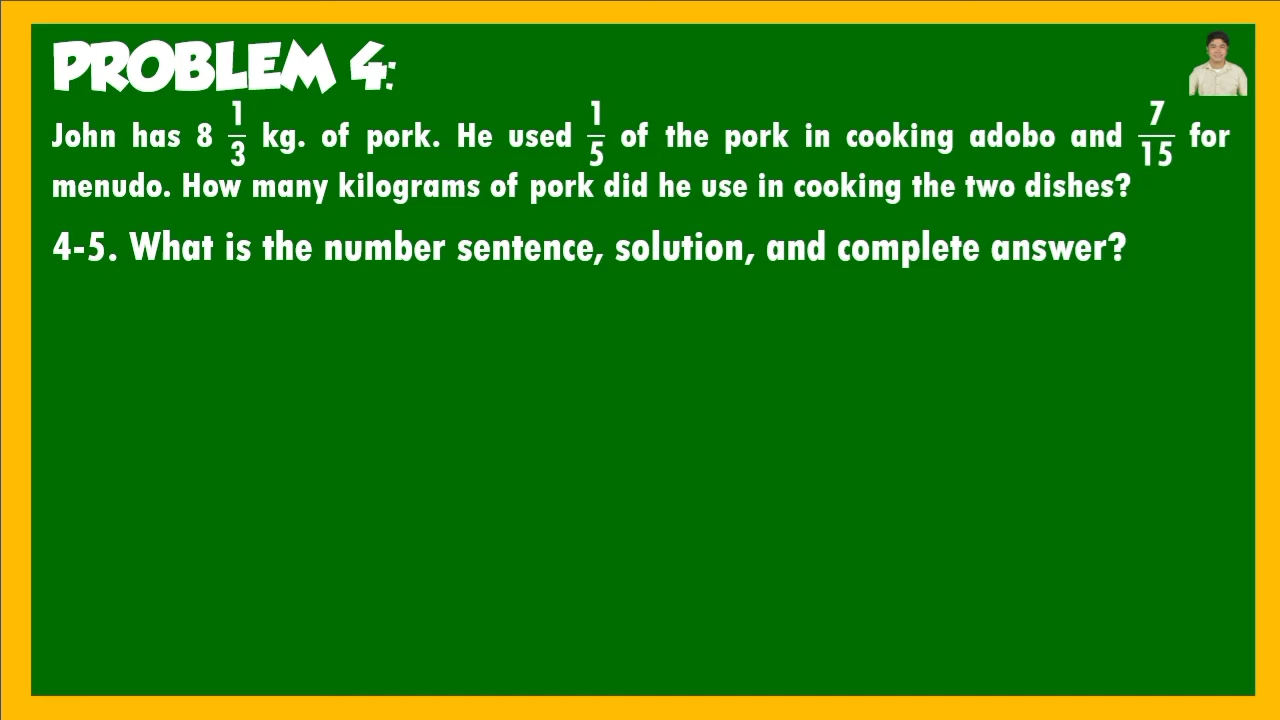 PROBLEM 4:
John has 8 1/3 kg. of pork. He used 1/5 of the pork in cooking adobo and 7/15 for
menudo. How many kilograms of pork did he use in cooking the two dishes?
4-5. What is the number sentence, solution, and complete answer?